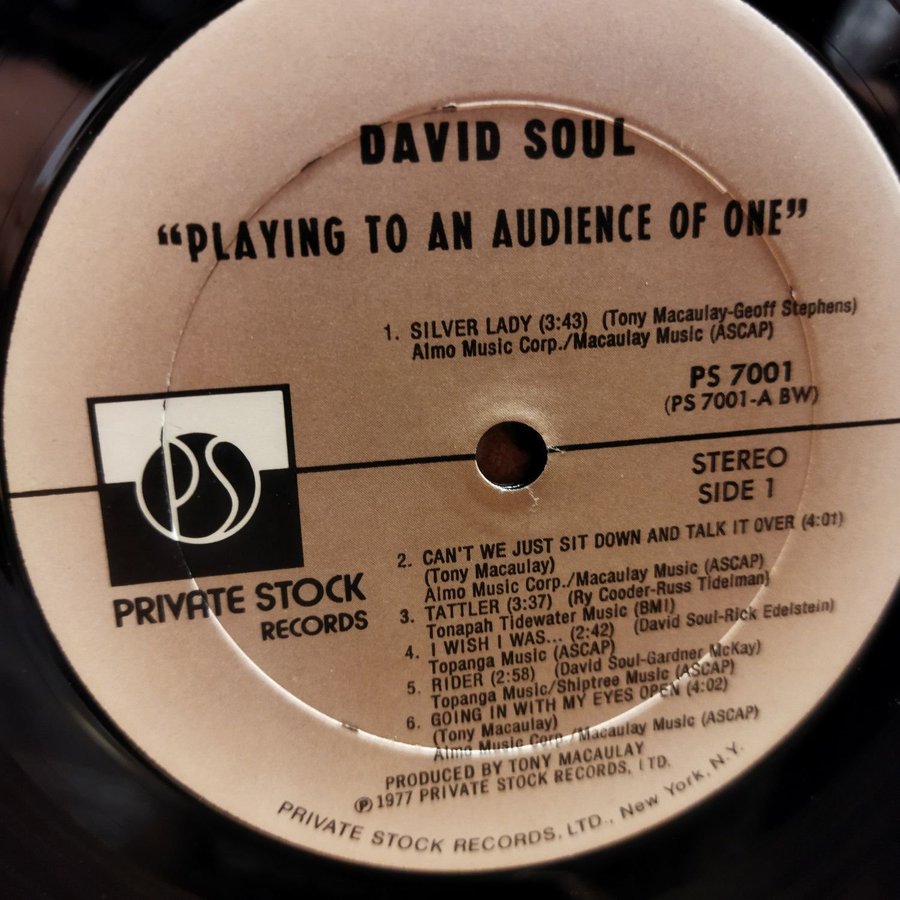 DAVID SOUL
“PLAYING TO AN AUDIENCE OF ONE”
1. SILVER LADY (3:43) (Tony Macaulay-Geoff Stephens)
Almo Music Corp./Macaulay Music (ASCAP)
PS 7001
(PS 7001-A BW)
STEREO
SIDE 1
PS
PRIVATE STOCK
RECORDS
2. CAN'T WE JUST SIT DOWN AND TALK IT OVER (4:01)
(Tony Macaulay)
Almo Music Corp./Macaulay Music (ASCAP)
3. TATTLER (3:37) (Ry Cooder-Russ Tidelman)
Tonapah Tidewater Music (BMI)
4. I WISH I WAS... (2:42) (David Soul-Rick Edelstein)
Topanga Music (ASCAP)
5. RIDER (2:58) (David Soul-Gardner McKay)
Topanga Music/Shiptree Music (ASCAP)
6. GOING IN WITH MY EYES OPEN (4:02)
(Tony Macaulay)
Almo Music Corp./Macaulay Music (ASCAP)
PRODUCED BY TONY MACAULAY
Ⓟ1977 PRIVATE STOCK RECORDS, LTD.
PRIVATE STOCK RECORDS, LTD., New York, N.Y.